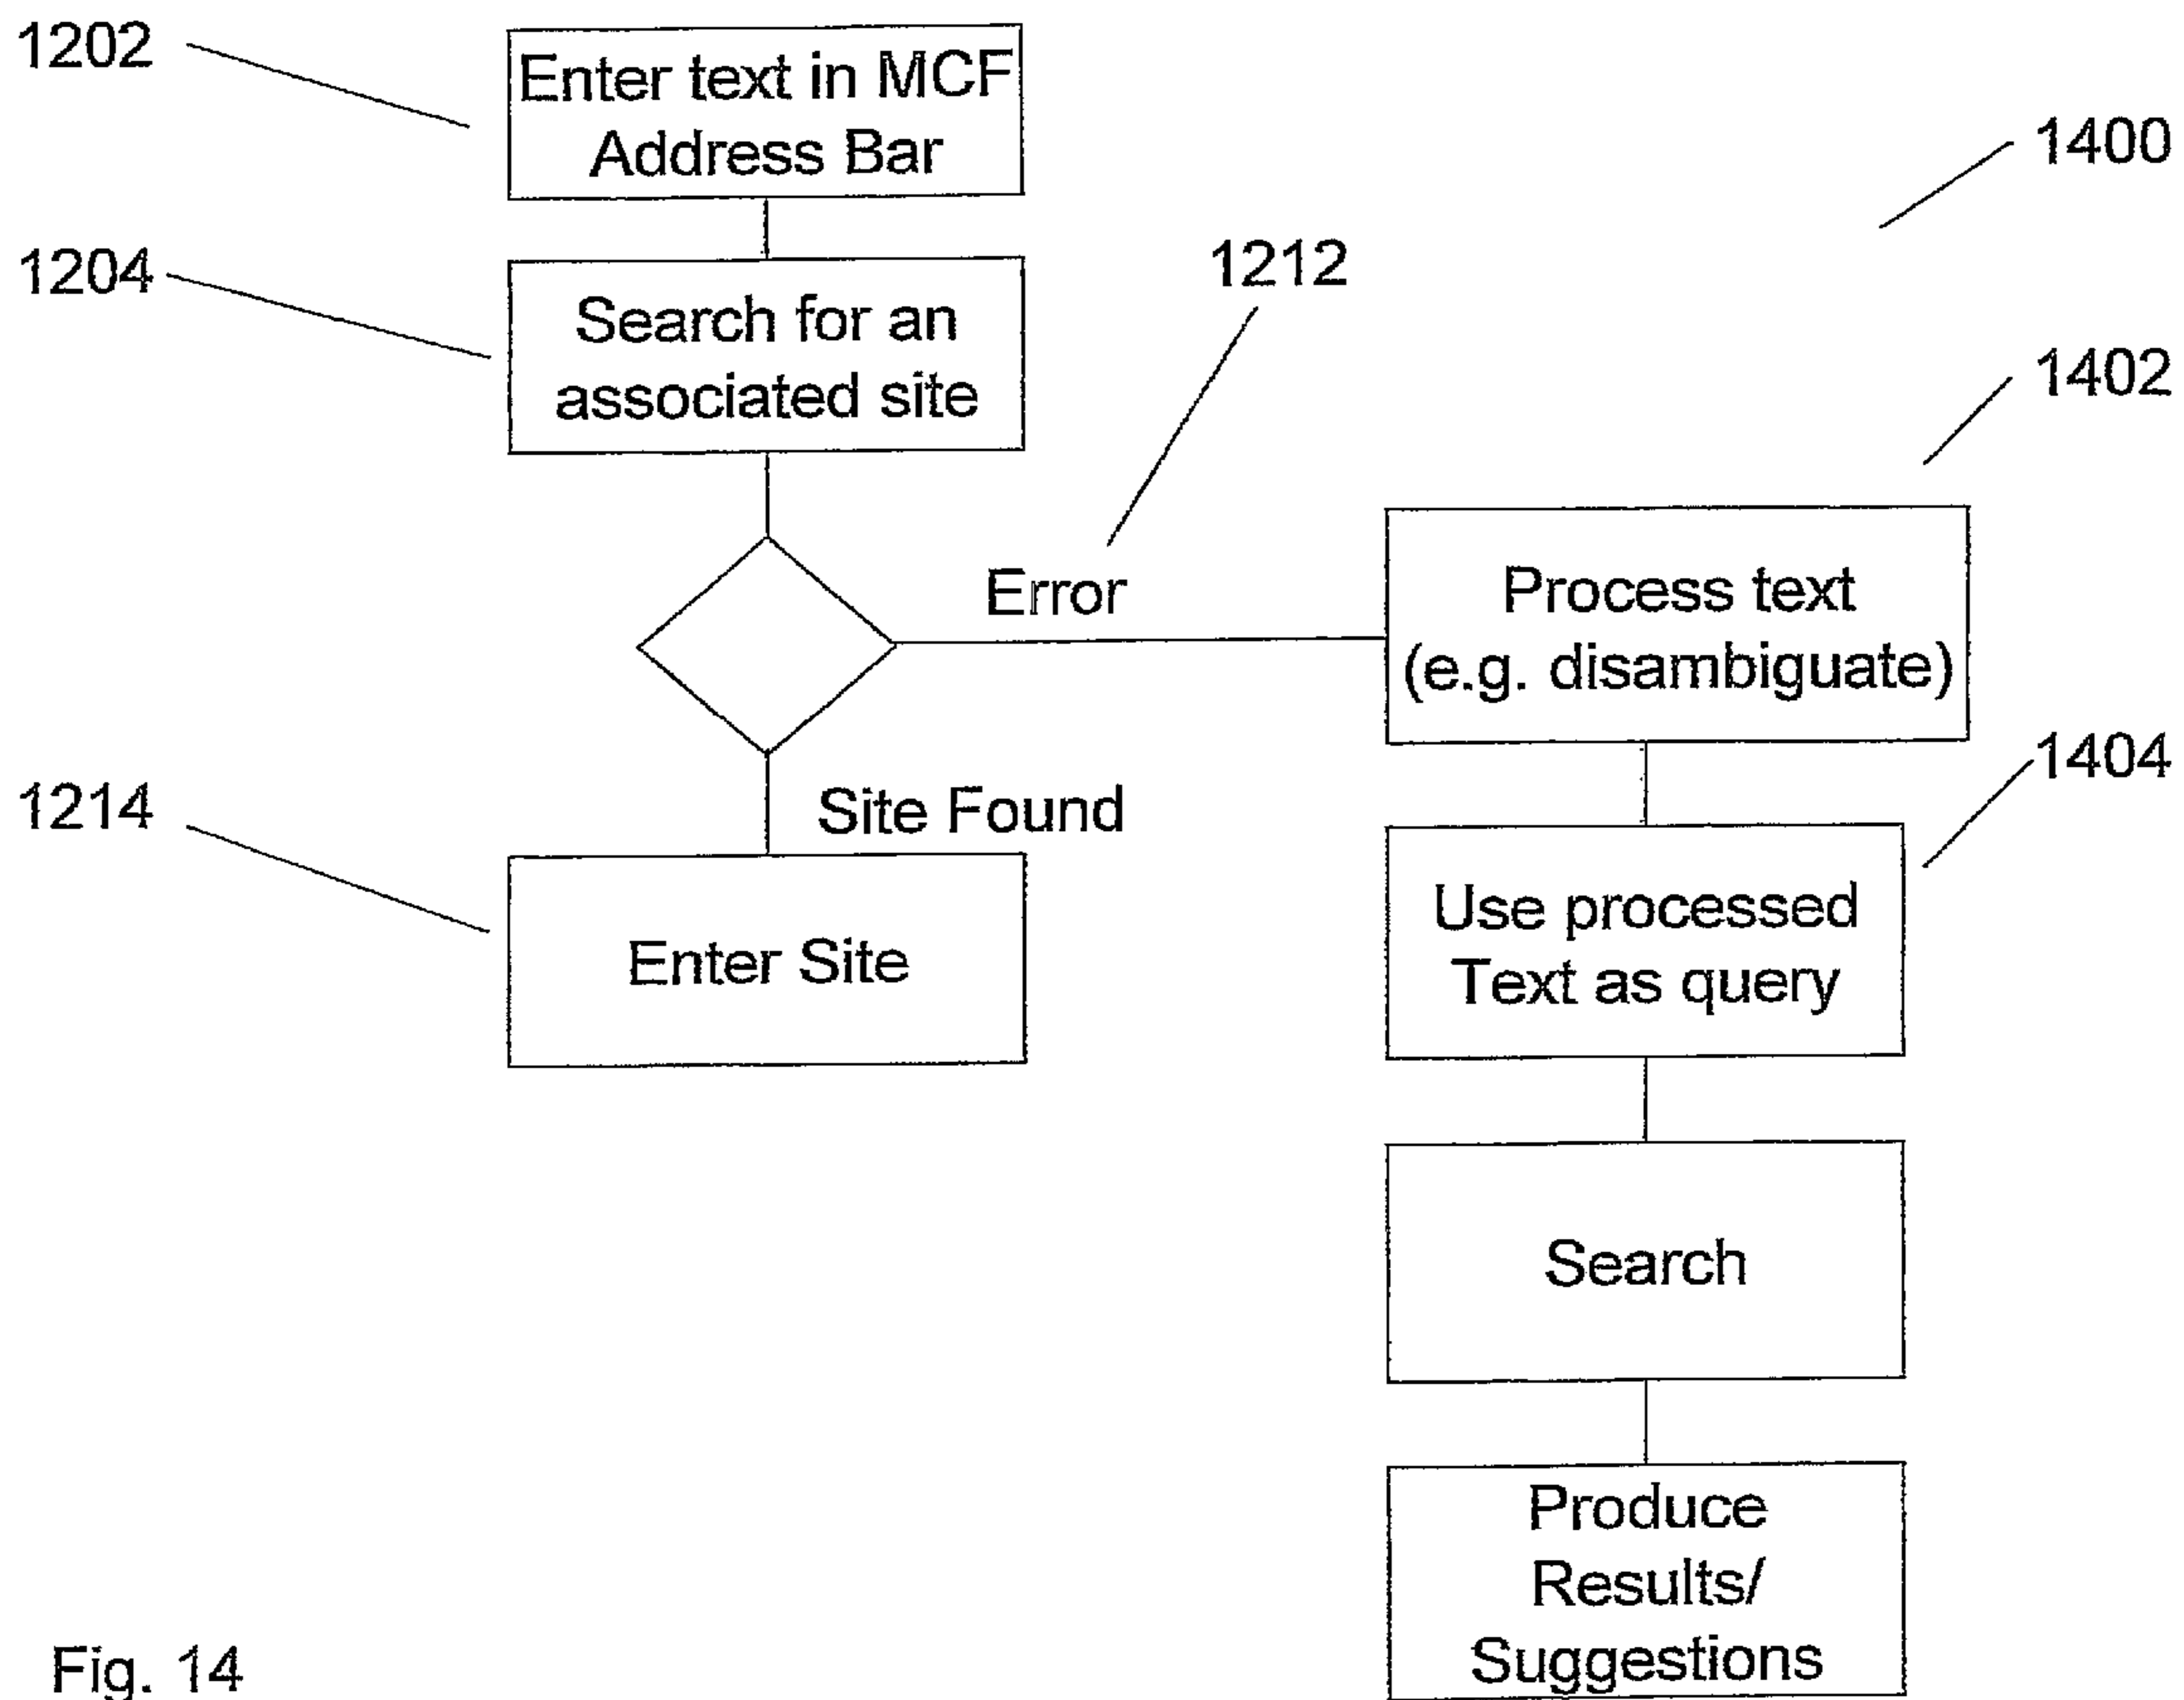 1202
Enter text in MCF
Address Bar
1400
1204
Search for an
associated site
1212
1402
Error
Process text
(e.g. disambiguate)
1404
1214
Site Found
Enter Site
Use processed
Text as query
Search
Produce
Results/
Suggestions
Fig. 14